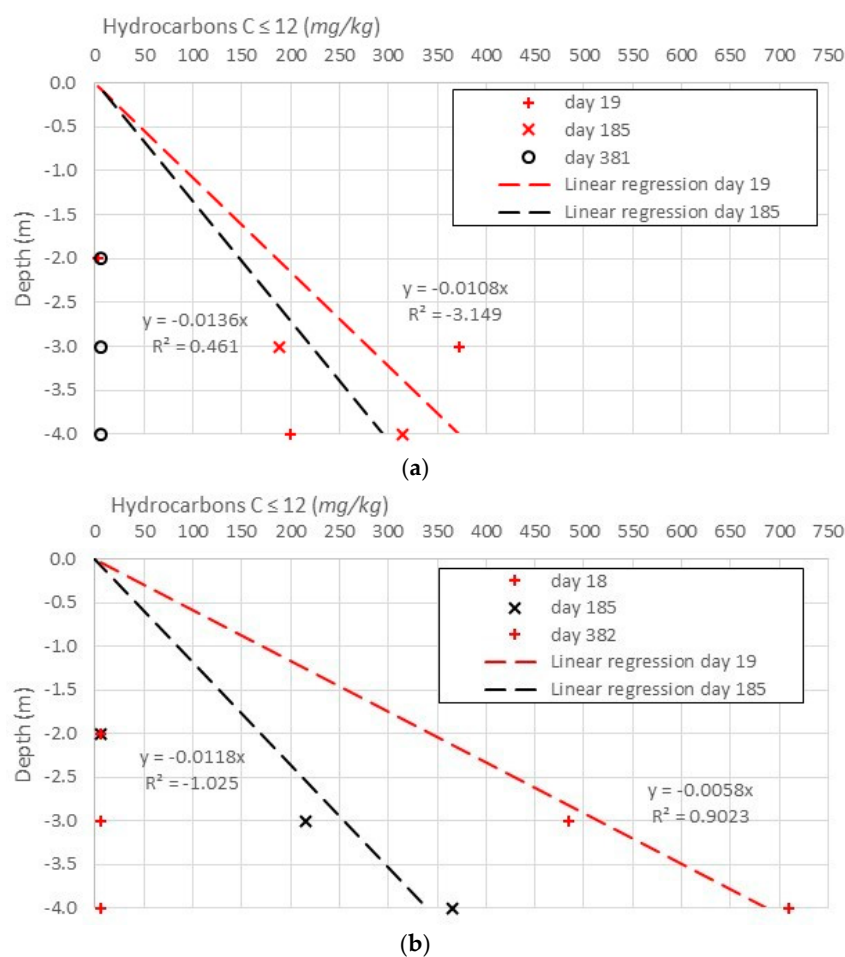 Hydrocarbons C ≤ 12 (mg/kg)
0 50 100 150 200 250 300 350 400 450 500 550 600 650 700 750
0.0
-0.5
-1.0
-1.5
-2.0
-2.5
-3.0
-3.5
-4.0
Depth (m)
day 19
day 185
day 381
Linear regression day 19
Linear regression day 185
y = -0.0108x
R² = -3.149
y = -0.0136x
R² = 0.461
(a)
Hydrocarbons C ≤ 12 (mg/kg)
0 50 100 150 200 250 300 350 400 450 500 550 600 650 700 750
0.0
-0.5
-1.0
-1.5
-2.0
-2.5
-3.0
-3.5
-4.0
Depth (m)
day 18
day 185
day 382
Linear regression day 19
Linear regression day 185
y = -0.0118x
R² = -1.025
y = -0.0058x
R² = 0.9023
(b)